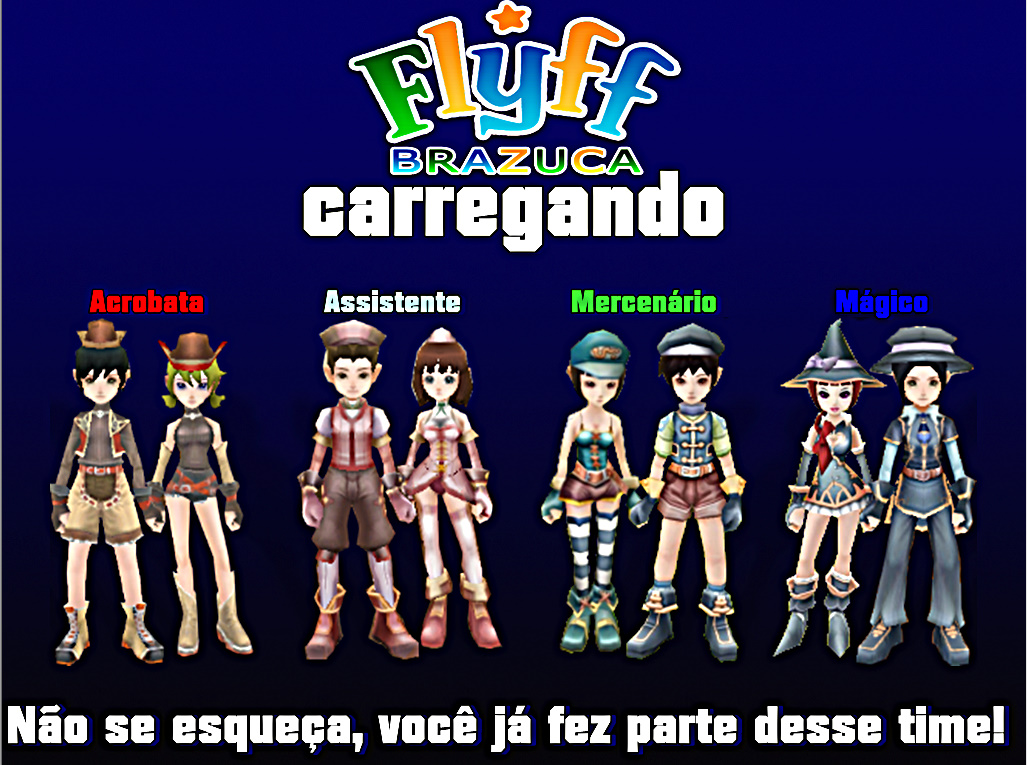 Flyff
BRAZUCA
carregando
Acrobata Assistente Mercenário Mágico
Não se esqueça, você já fez parte desse time!